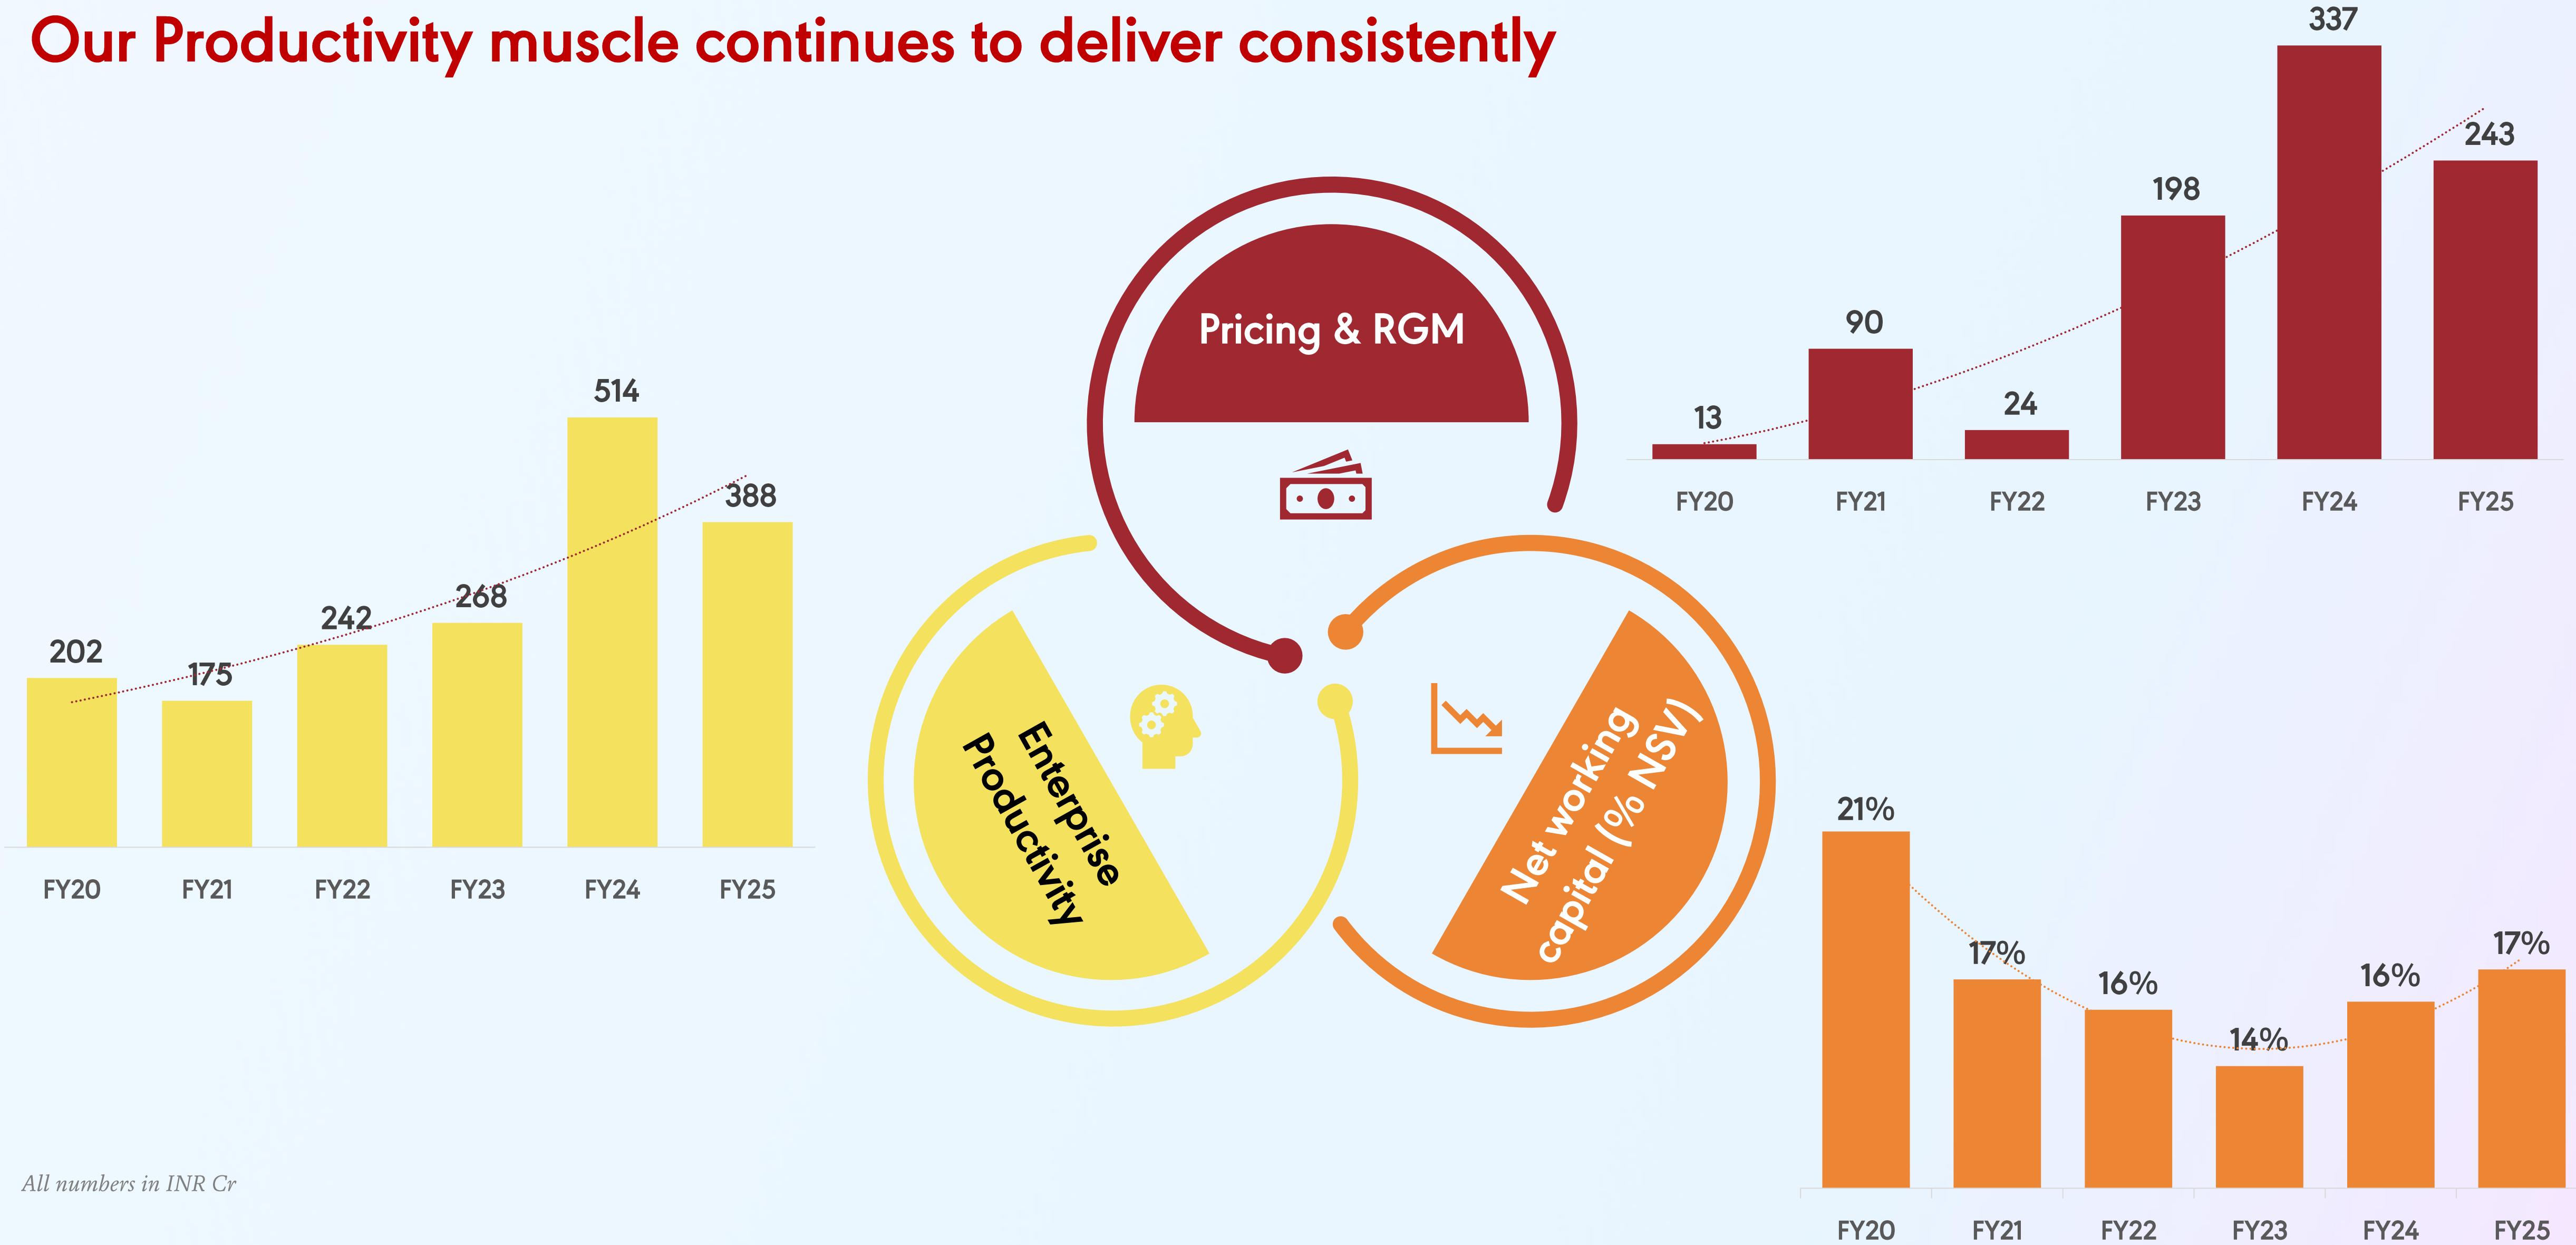 Our Productivity muscle continues to deliver consistently
202
175
242
268
514
388
FY20 FY21 FY22 FY23 FY24 FY25
Pricing & RGM
13
90
24
198
337
243
FY20 FY21 FY22 FY23 FY24 FY25
Enterprise
Productivity
Net working
capital (% NSV)
21%
17%
16%
14%
16%
17%
FY20 FY21 FY22 FY23 FY24 FY25
All numbers in INR Cr